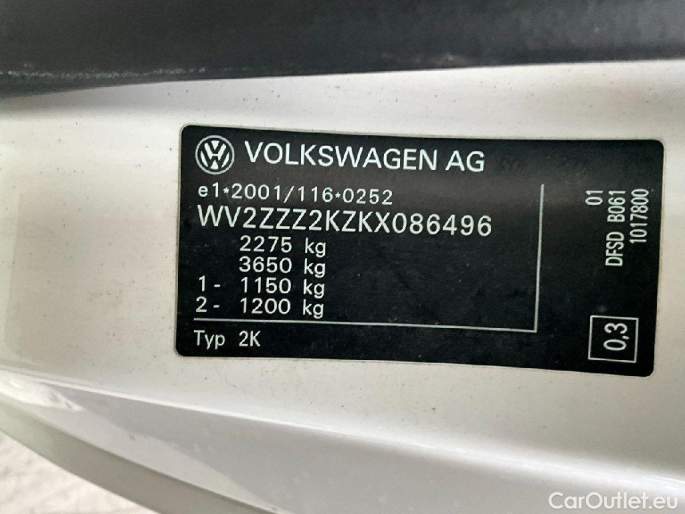 VOLKSWAGEN AG
e1*2001/116*0252
WV2ZZZ2KZKX086496
2275 kg
3650 kg
1- 1150 kg
2- 1200 kg
Typ 2K
01
DFSD B061
1017800
0,3
CarOutlet.eu